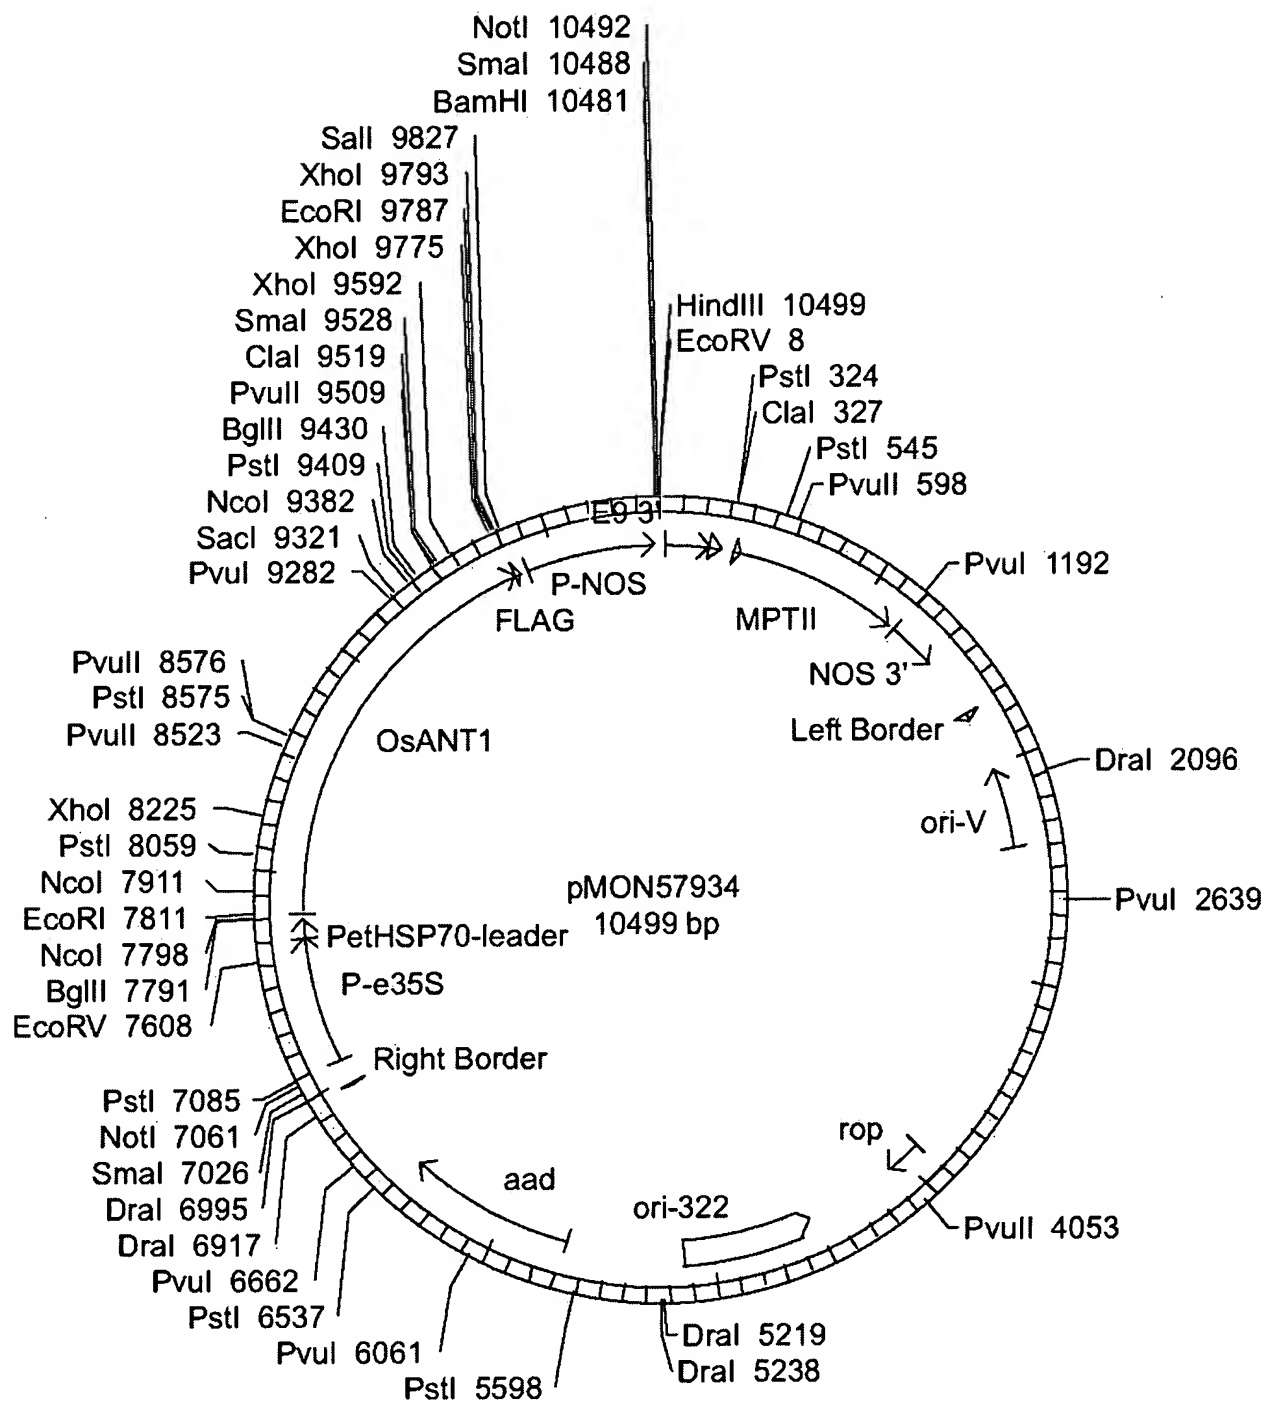 NotI 10492
SmaI 10488
BamHI 10481
SalI 9827
XhoI 9793
EcoRI 9787
XhoI 9775
XhoI 9592
SmaI 9528
ClaI 9519
PvuII 9509
BglII 9430
PstI 9409
NcoI 9382
SacI 9321
PvuI 9282
HindIII 10499
EcoRV 8
PstI 324
ClaI 327
PstI 545
PvuII 598
E9 3'
P-NOS
FLAG
MPTII
PvuI 1192
NOS 3'
Left Border
PvuII 8576
PstI 8575
PvuII 8523
OsANT1
DraI 2096
ori-V
XhoI 8225
PstI 8059
NcoI 7911
EcoRI 7811
NcoI 7798
BglII 7791
EcoRV 7608
pMON57934
10499 bp
PvuI 2639
PetHSP70-leader
P-e35S
Right Border
PstI 7085
NotI 7061
SmaI 7026
DraI 6995
DraI 6917
PvuI 6662
PstI 6537
PvuI 6061
PstI 5598
aad
ori-322
rop
PvuII 4053
DraI 5219
DraI 5238